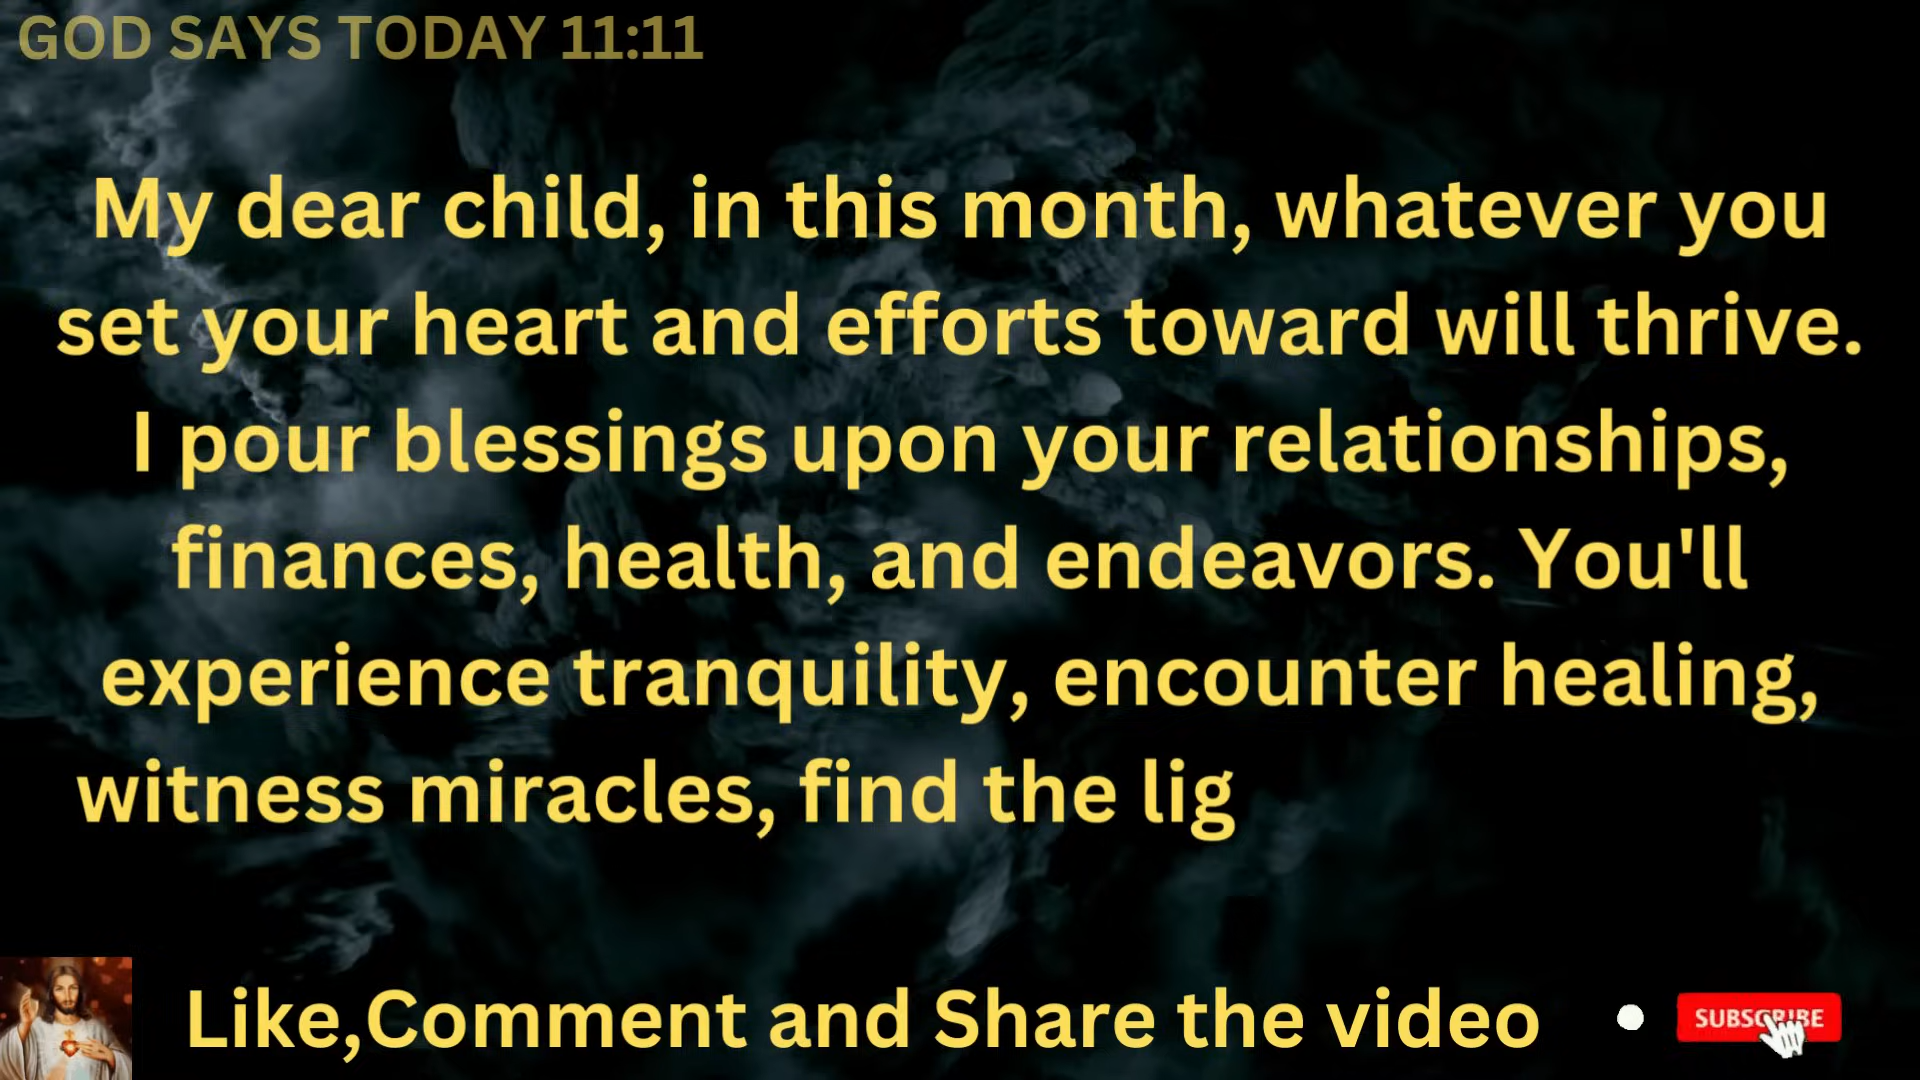 GOD SAYS TODAY 11:11
My dear child, in this month, whatever you
set your heart and efforts toward will thrive.
I pour blessings upon your relationships,
finances, health, and endeavors. You'll
experience tranquility, encounter healing,
witness miracles, find the lig
Like,Comment and Share the video
SUBSCRIBE